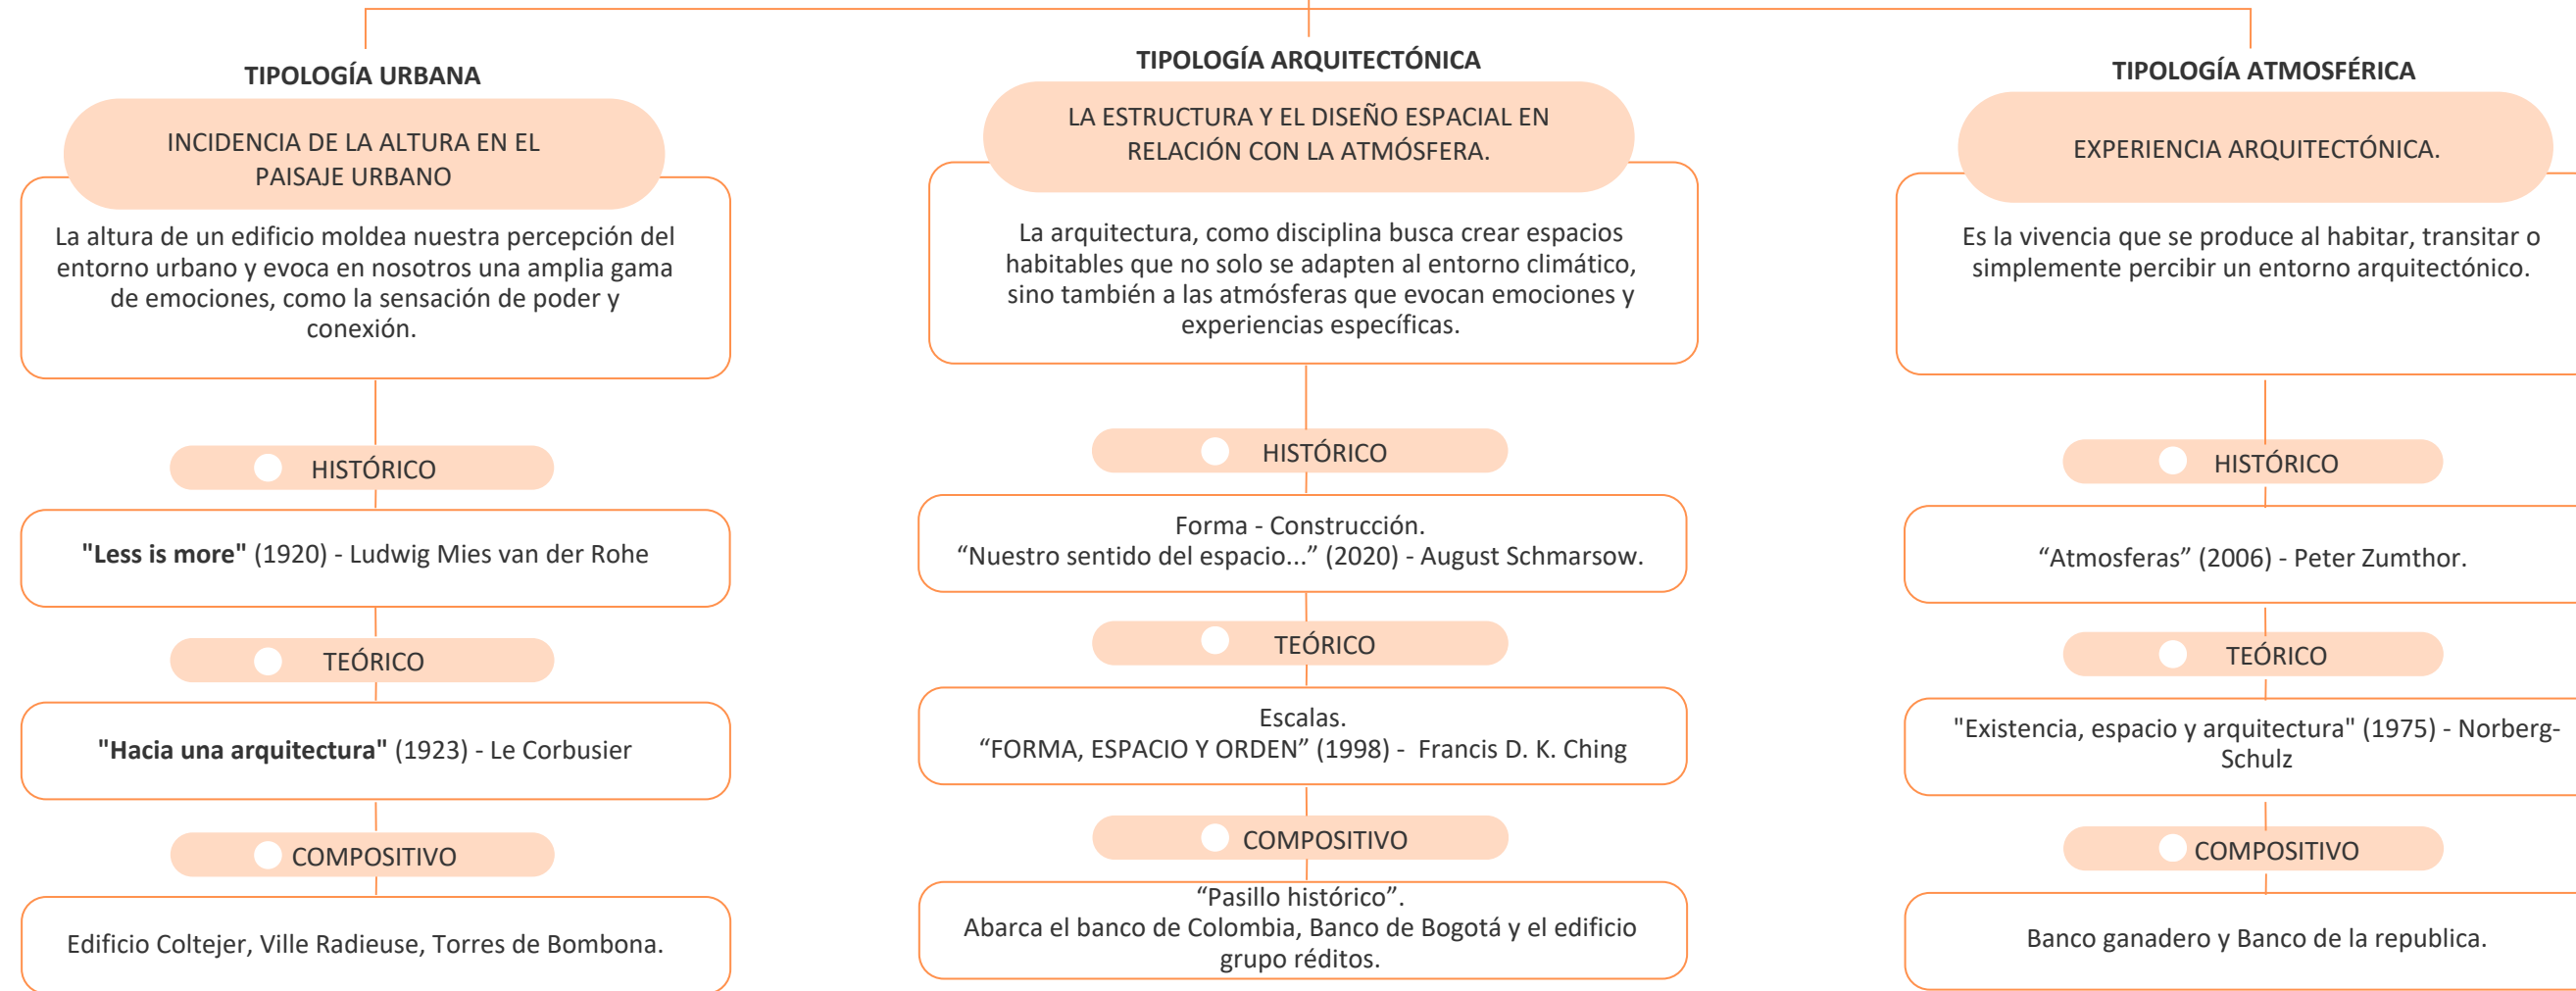 TIPOLOGÍA URBANA
INCIDENCIA DE LA ALTURA EN EL
PAISAJE URBANO
La altura de un edificio moldea nuestra percepción del
entorno urbano y evoca en nosotros una amplia gama
de emociones, como la sensación de poder y
conexión.
HISTÓRICO
"Less is more" (1920) - Ludwig Mies van der Rohe
TEÓRICO
"Hacia una arquitectura" (1923) - Le Corbusier
COMPOSITIVO
Edificio Coltejer, Ville Radieuse, Torres de Bombona.
TIPOLOGÍA ARQUITECTÓNICA
LA ESTRUCTURA Y EL DISEÑO ESPACIAL EN
RELACIÓN CON LA ATMÓSFERA.
La arquitectura, como disciplina busca crear espacios
habitables que no solo se adapten al entorno climático,
sino también a las atmósferas que evocan emociones y
experiencias específicas.
HISTÓRICO
Forma - Construcción.
“Nuestro sentido del espacio...” (2020) - August Schmarsow.
TEÓRICO
Escalas.
“FORMA, ESPACIO Y ORDEN” (1998) - Francis D. K. Ching
COMPOSITIVO
“Pasillo histórico”.
Abarca el banco de Colombia, Banco de Bogotá y el edificio
grupo réditos.
TIPOLOGÍA ATMOSFÉRICA
EXPERIENCIA ARQUITECTÓNICA.
Es la vivencia que se produce al habitar, transitar o
simplemente percibir un entorno arquitectónico.
HISTÓRICO
“Atmosferas” (2006) - Peter Zumthor.
TEÓRICO
"Existencia, espacio y arquitectura" (1975) - Norberg-
Schulz
COMPOSITIVO
Banco ganadero y Banco de la republica.